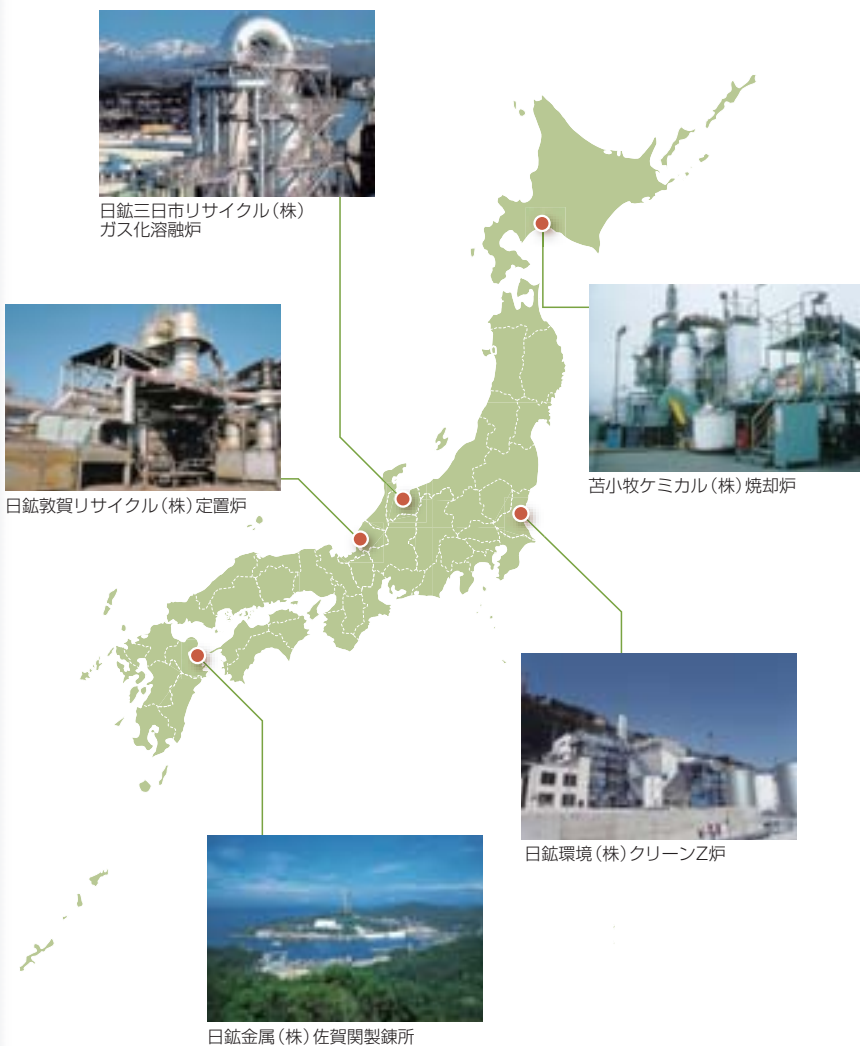 日鉱三日市リサイクル(株)
ガス化溶融炉
日鉱敦賀リサイクル(株)定置炉
苫小牧ケミカル(株)焼却炉
日鉱環境(株)クリーンZ炉
日鉱金属(株)佐賀関製錬所